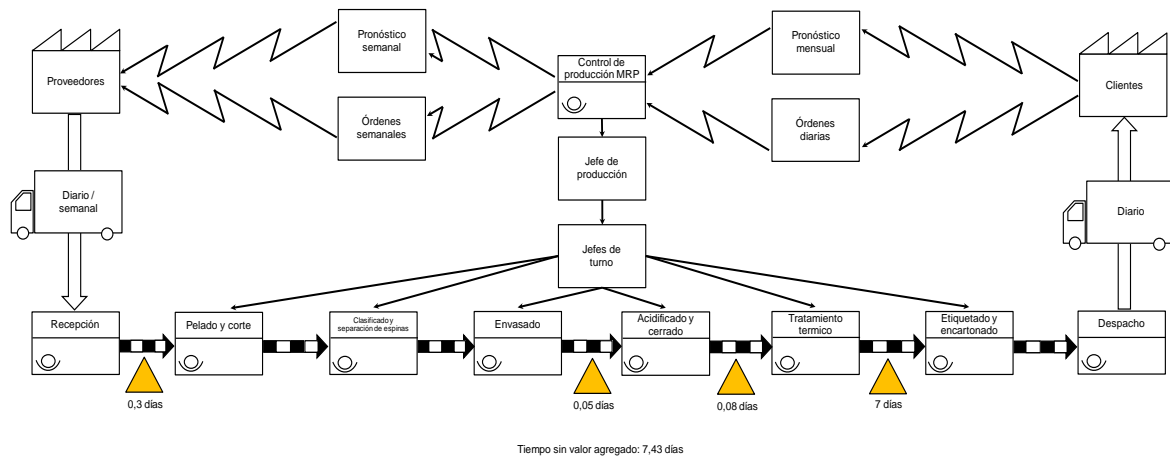 Pronóstico
semanal
Pronóstico
mensual
Proveedores
Control de
producción MRP
Clientes
Órdenes
semanales
Órdenes
diarias
Jefe de
producción
Diario /
semanal
Diario
Jefes de
turno
Recepción
Pelado y corte
Clasificado y
separación de espinas
Envasado
Acidificado y
cerrado
Tratamiento
termico
Etiquetado y
encartonado
Despacho
0,3 días
0,05 días
0,08 días
7 días
Tiempo sin valor agregado: 7,43 días